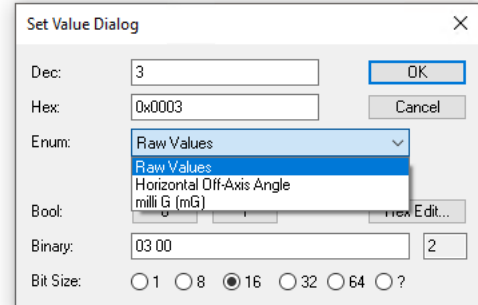 Set Value Dialog
Dec: 3 OK
Hex: 0x0003 Cancel
Enum: Raw Values
Raw Values
Horizontal Off-Axis Angle
milli G (mG)
Bool: Hex Edit...
Binary: 03 00 2
Bit Size: 1 8 16 32 64 ?